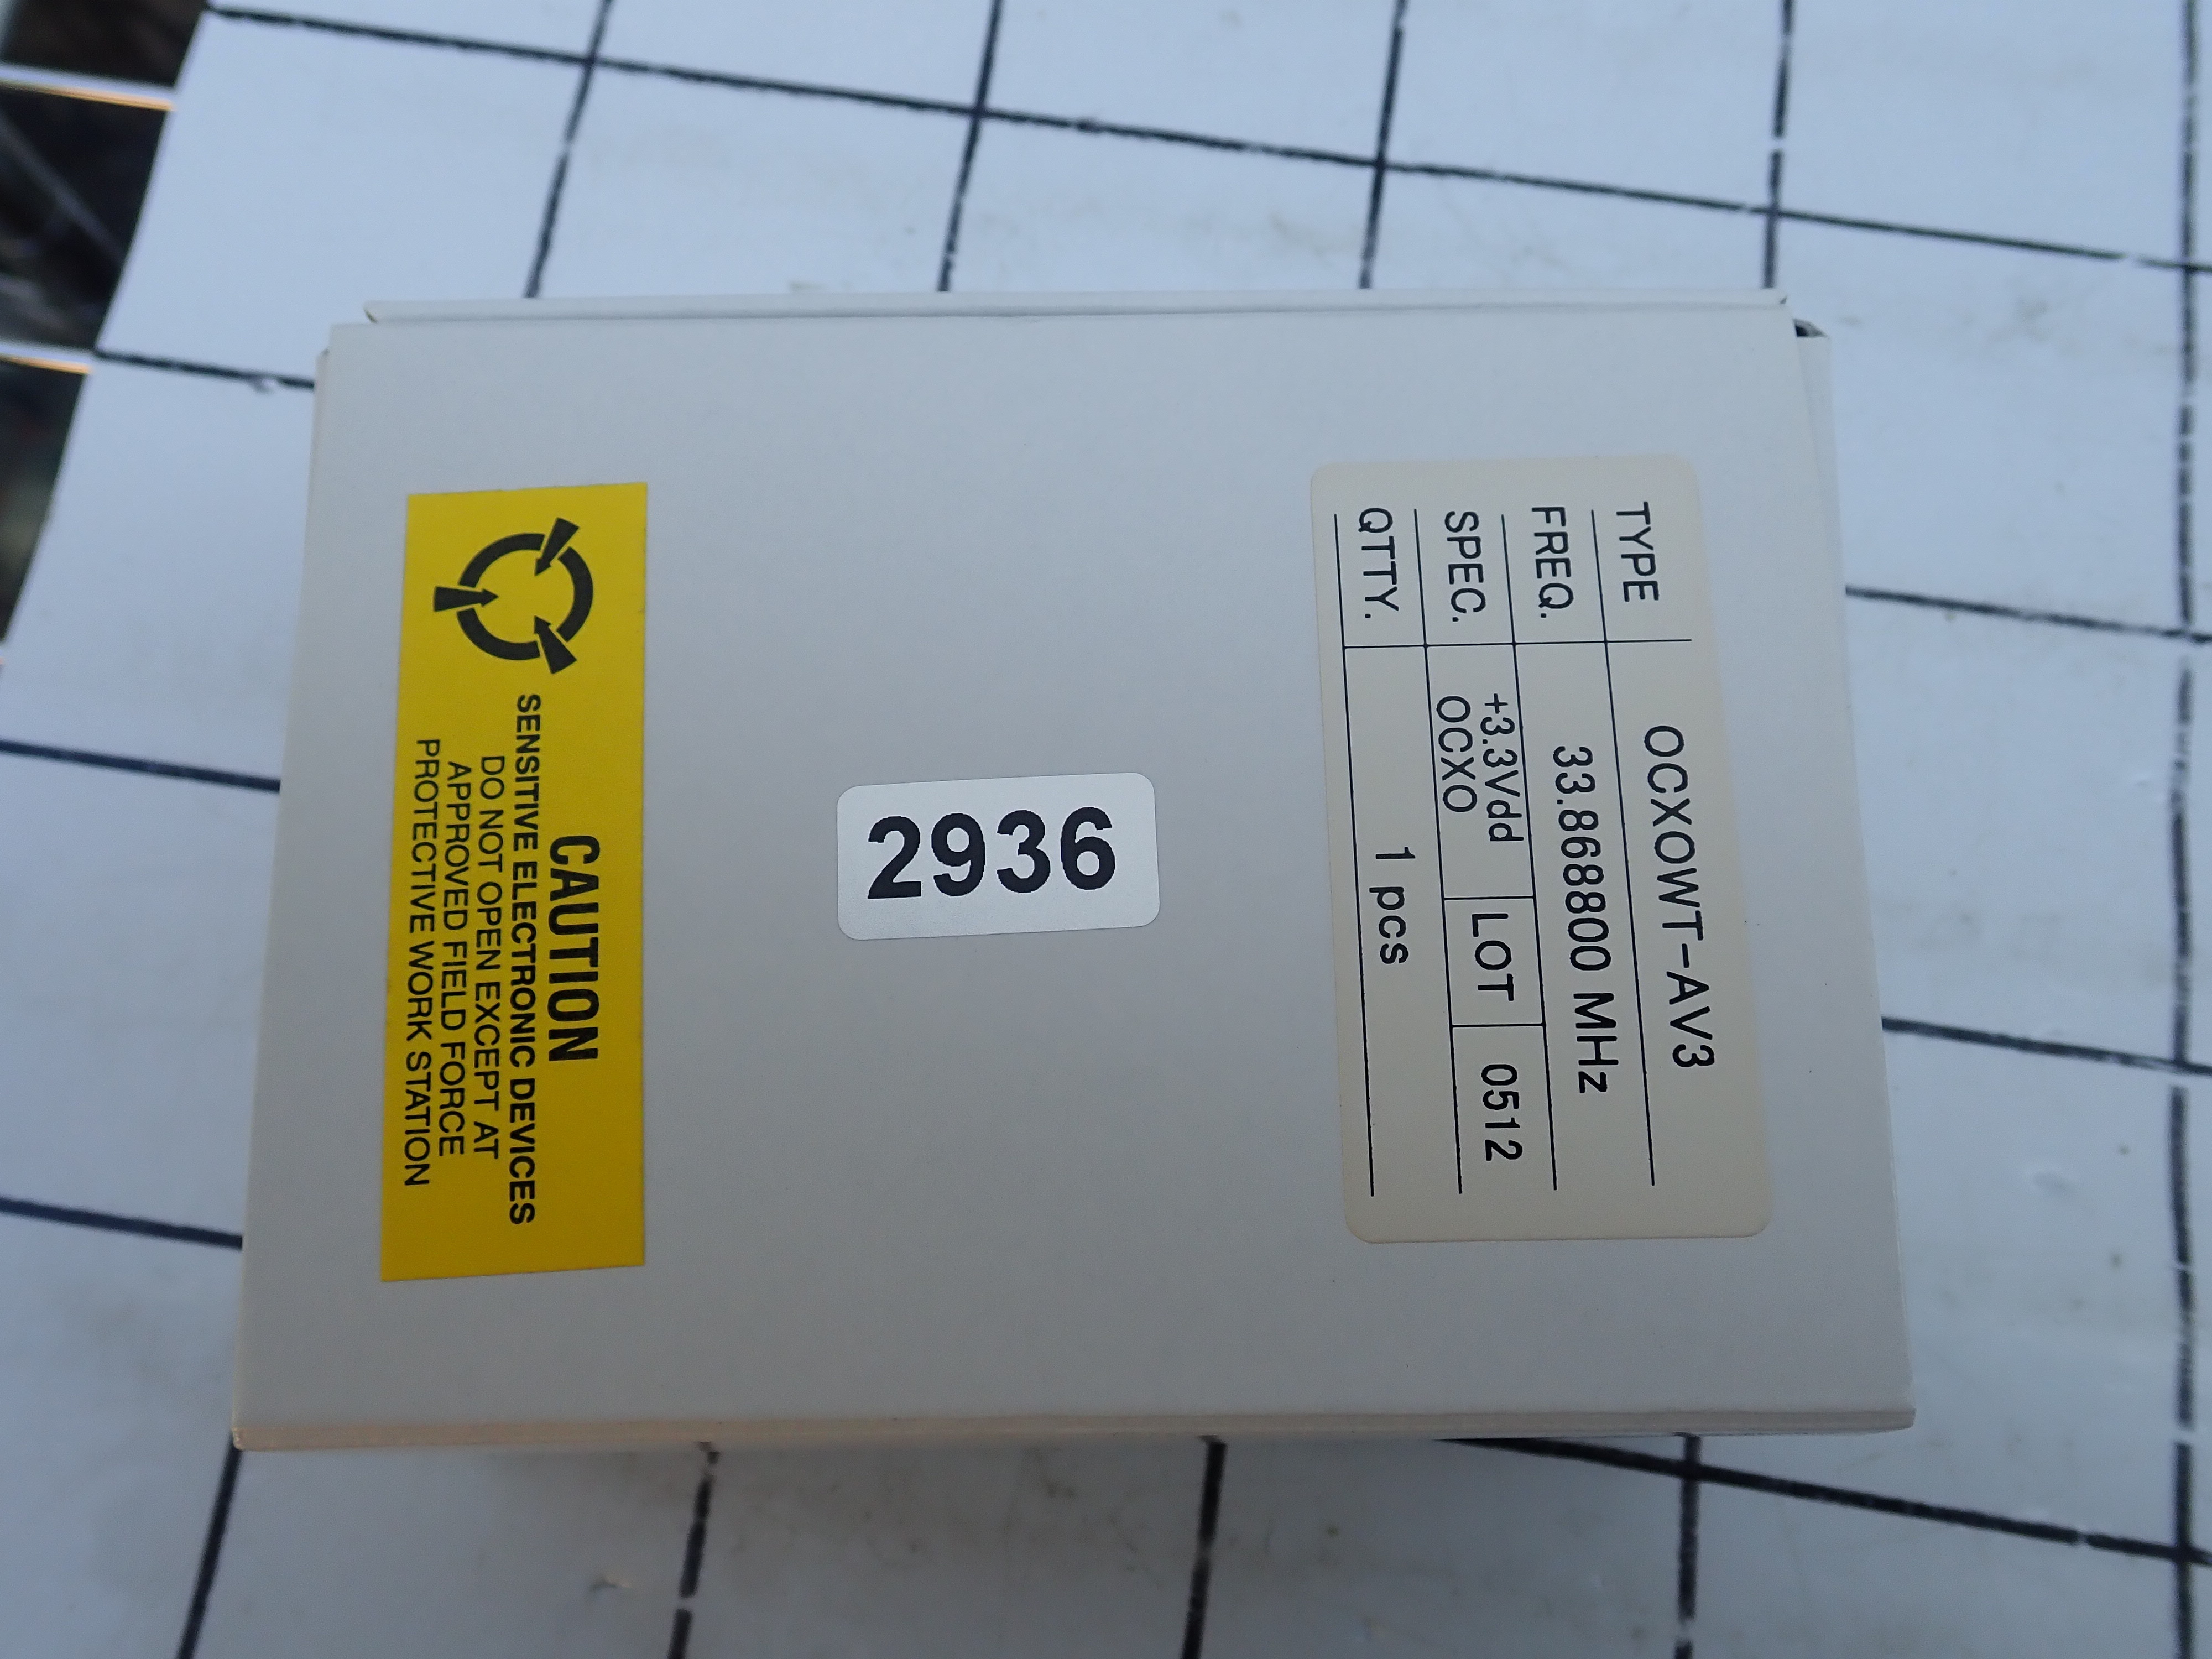 TYPE OCXOWT-AV3
FREQ. 33.868800 MHz
SPEC. +3.3Vdd
OCXO LOT 0512
QTTY. 1 pcs
2936
CAUTION
SENSITIVE ELECTRONIC DEVICES
DO NOT OPEN EXCEPT AT
APPROVED FIELD FORCE
PROTECTIVE WORK STATION